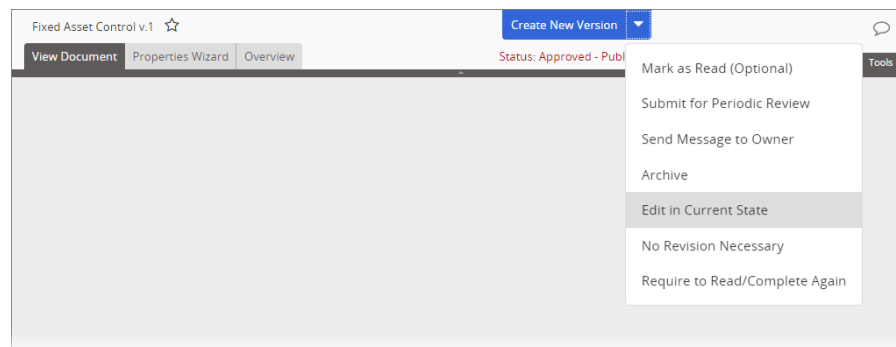 Fixed Asset Control v.1
Create New Version
View Document
Properties Wizard
Overview
Status: Approved - Publ
Tools
Mark as Read (Optional)
Submit for Periodic Review
Send Message to Owner
Archive
Edit in Current State
No Revision Necessary
Require to Read/Complete Again